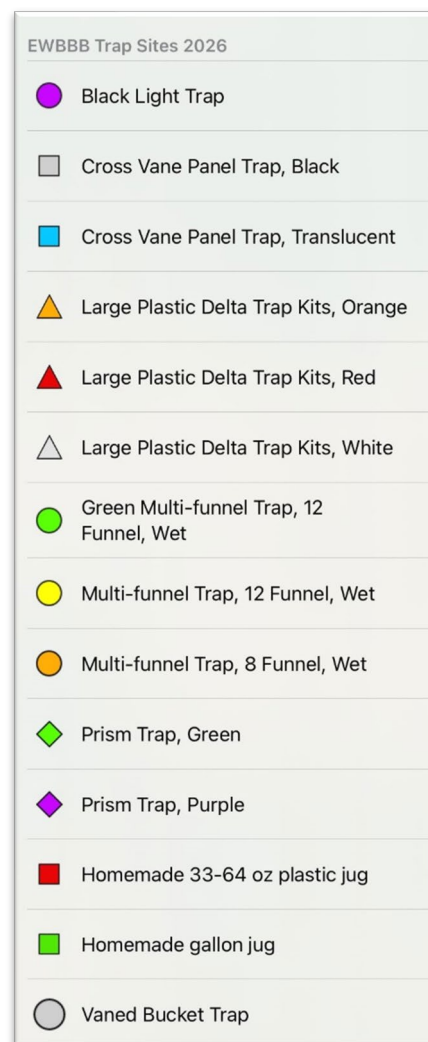 EWBBB Trap Sites 2026
Black Light Trap
Cross Vane Panel Trap, Black
Cross Vane Panel Trap, Translucent
Large Plastic Delta Trap Kits, Orange
Large Plastic Delta Trap Kits, Red
Large Plastic Delta Trap Kits, White
Green Multi-funnel Trap, 12
Funnel, Wet
Multi-funnel Trap, 12 Funnel, Wet
Multi-funnel Trap, 8 Funnel, Wet
Prism Trap, Green
Prism Trap, Purple
Homemade 33-64 oz plastic jug
Homemade gallon jug
Vaned Bucket Trap